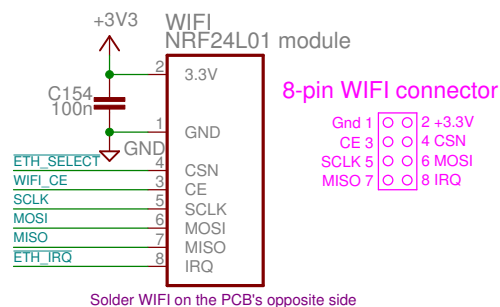 +3V3
WIFI
NRF24L01 module
C154
100n
2
3.3V
1
GND
GND
ETH_SELECT
4
CSN
WIFI_CE
3
CE
SCLK
5
SCLK
MOSI
6
MOSI
MISO
7
MISO
ETH_IRQ
8
IRQ
8-pin WIFI connector
Gnd 1 2 +3.3V
CE 3 4 CSN
SCLK 5 6 MOSI
MISO 7 8 IRQ
Solder WIFI on the PCB's opposite side